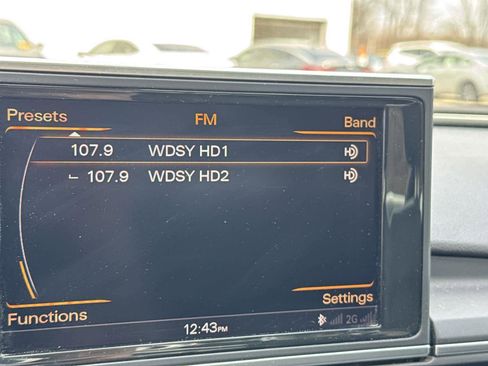 Presets FM Band
107.9 WDSY HD1
107.9 WDSY HD2
Functions Settings
12:43PM 2G